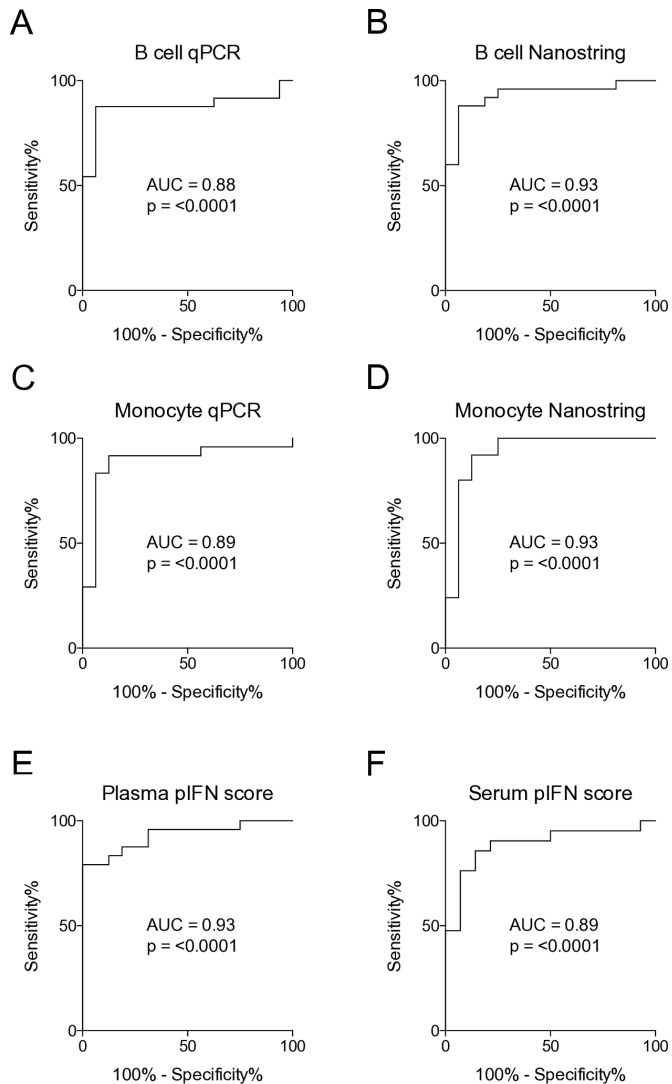 A
B cell qPCR
100
50
0
Sensitivity%
AUC = 0.88
p = <0.0001
0 50 100
100% - Specificity%
B
B cell Nanostring
100
50
0
Sensitivity%
AUC = 0.93
p = <0.0001
0 50 100
100% - Specificity%
C
Monocyte qPCR
100
50
0
Sensitivity%
AUC = 0.89
p = <0.0001
0 50 100
100% - Specificity%
D
Monocyte Nanostring
100
50
0
Sensitivity%
AUC = 0.93
p = <0.0001
0 50 100
100% - Specificity%
E
Plasma pIFN score
100
50
0
Sensitivity%
AUC = 0.93
p = <0.0001
0 50 100
100% - Specificity%
F
Serum pIFN score
100
50
0
Sensitivity%
AUC = 0.89
p = <0.0001
0 50 100
100% - Specificity%